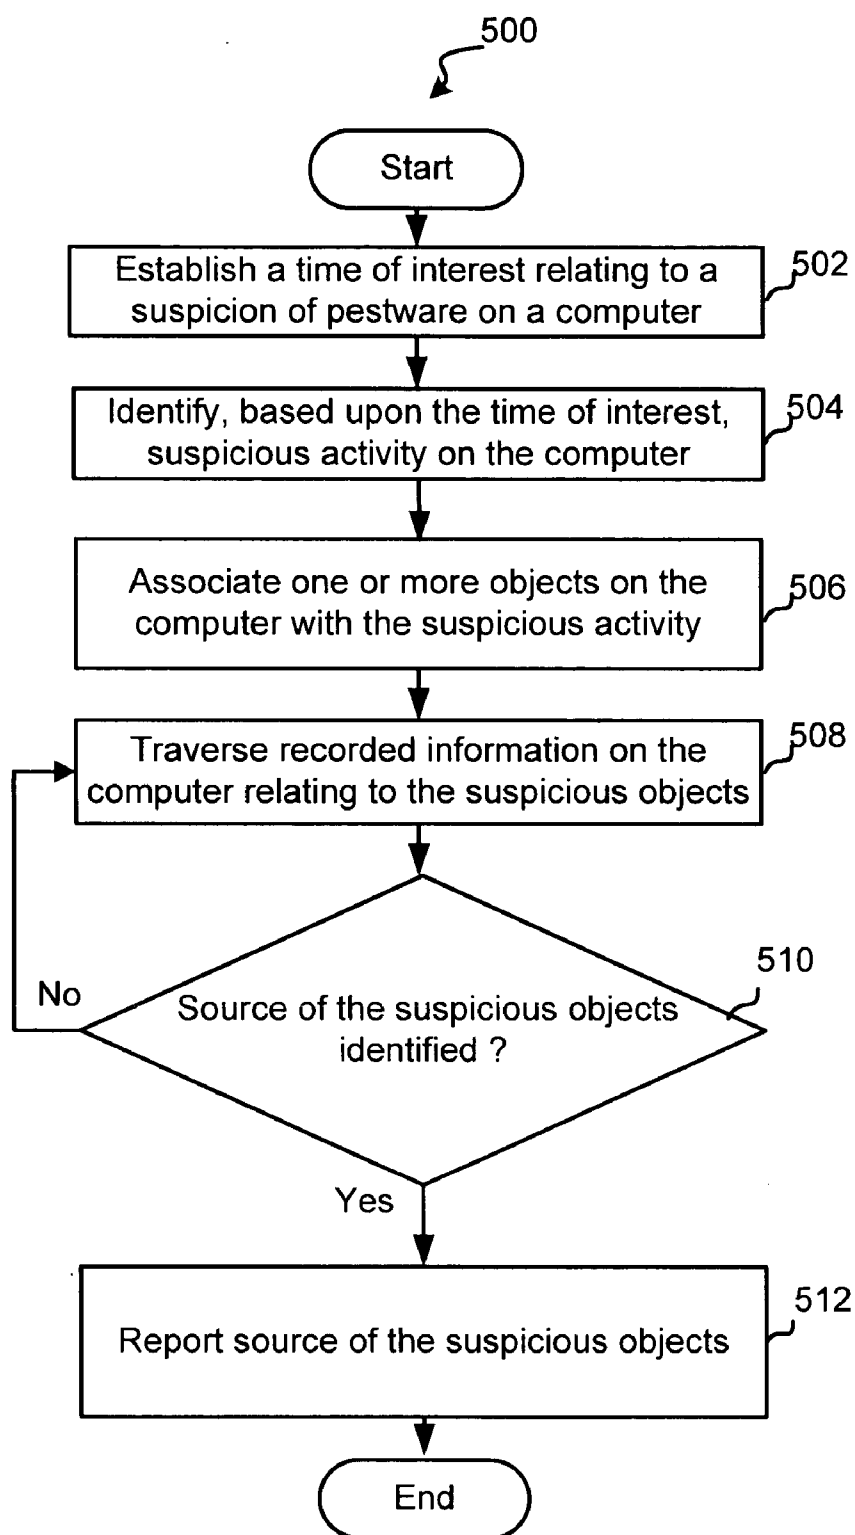 500
Start
Establish a time of interest relating to a
suspicion of pestware on a computer
502
Identify, based upon the time of interest,
suspicious activity on the computer
504
Associate one or more objects on the
computer with the suspicious activity
506
Traverse recorded information on the
computer relating to the suspicious objects
508
Source of the suspicious objects
identified ?
510
No
Yes
Report source of the suspicious objects
512
End